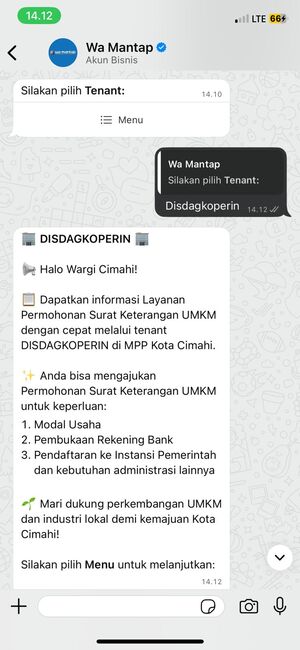 14.12
LTE 66
Wa Mantap
Akun Bisnis
Silakan pilih Tenant:
14.10
Menu
Wa Mantap
Silakan pilih Tenant:
Disdagkoperin 14.12
🏢 DISDAGKOPERIN 🏢
📢 Halo Wargi Cimahi!
📋 Dapatkan informasi Layanan
Permohonan Surat Keterangan UMKM
dengan cepat melalui tenant
DISDAGKOPERIN di MPP Kota Cimahi.
✨ Anda bisa mengajukan
Permohonan Surat Keterangan UMKM
untuk keperluan:
1. Modal Usaha
2. Pembukaan Rekening Bank
3. Pendaftaran ke Instansi Pemerintah
dan kebutuhan administrasi lainnya
🌱 Mari dukung perkembangan UMKM
dan industri lokal demi kemajuan Kota
Cimahi!
Silakan pilih Menu untuk melanjutkan:
14.12